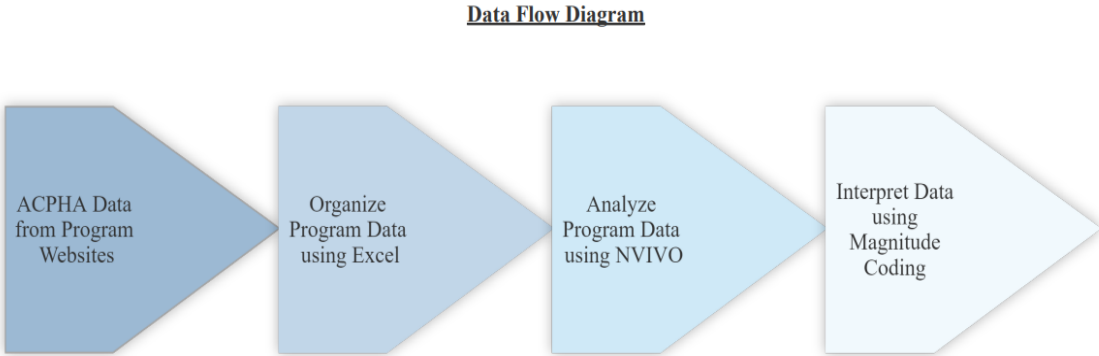 Data Flow Diagram
ACPHA Data
from Program
Websites
Organize
Program Data
using Excel
Analyze
Program Data
using NVIVO
Interpret Data
using
Magnitude
Coding